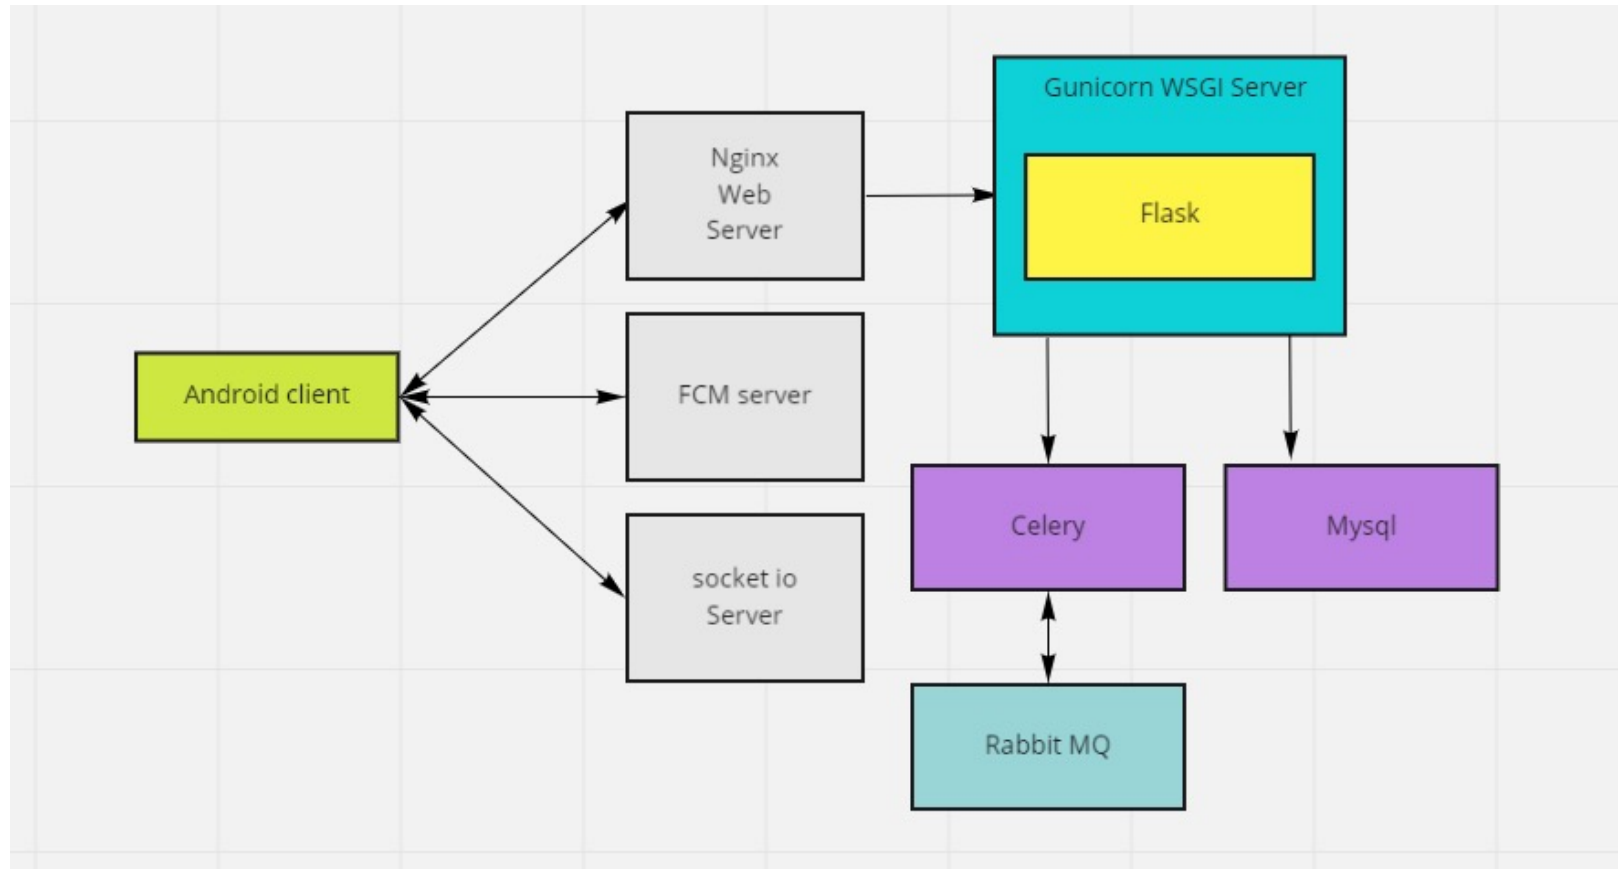 Gunicorn WSGI Server
Nginx
Web
Server
Flask
Android client
FCM server
Celery
Mysql
socket io
Server
Rabbit MQ